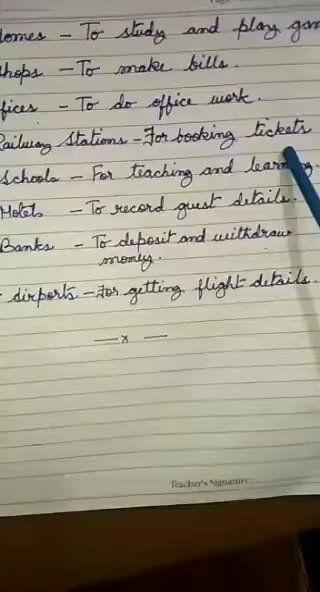 Homes - To study and play gam
Shops - To make bills.
fices - To do office work.
Railway Stations - For booking tickets
Schools - For teaching and learning.
Hotels - To record guest details.
Banks - To deposit and withdraw
money.
airports - For getting flight details.
— x —
Teacher's Signature